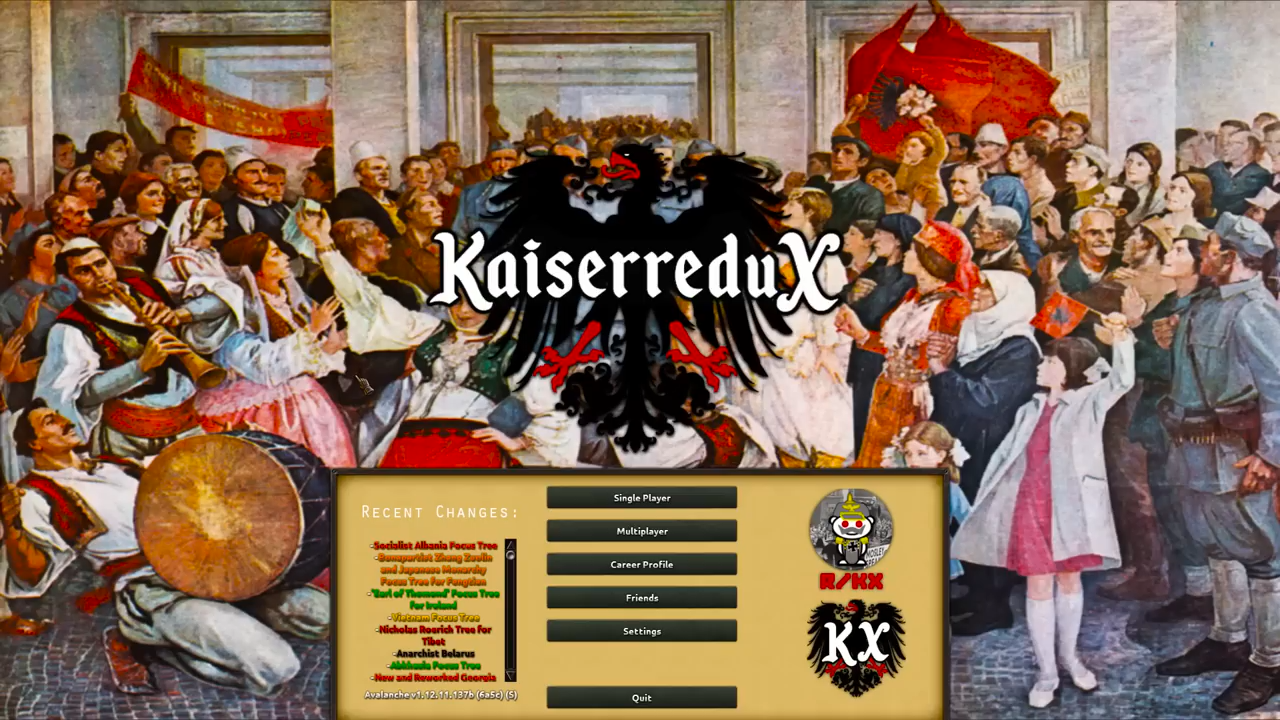 KaiserreduX
RECENT CHANGES:
-Socialist Albania Focus Tree
-Bonapartist Zhang Zuolin
and Japanese Monarchy
Focus Tree for Fengtian
-'Earl of Thomond' Focus Tree
for Ireland
-Vietnam Focus Tree
-Nicholas Roerich Tree for
Tibet
-Anarchist Belarus
-Abkhazia Focus Tree
-New and Reworked Georgia
Avalanche v1.12.11.137b (6a5c) (S)
Single Player
Multiplayer
Career Profile
Friends
Settings
Quit
MOSLEY
R/KX
KX